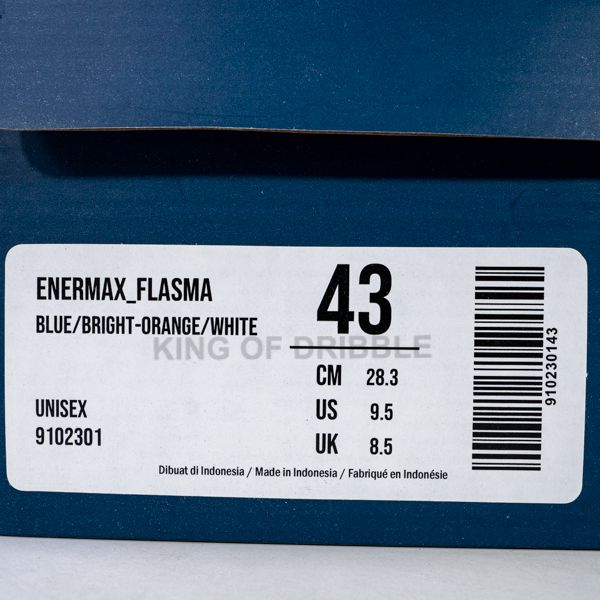 ENERMAX_FLASMA
BLUE/BRIGHT-ORANGE/WHITE
KING OF DRIBBLE
UNISEX
9102301
43
CM 28.3
US 9.5
UK 8.5
Dibuat di Indonesia / Made in Indonesia / Fabriqué en Indonésie
910230143